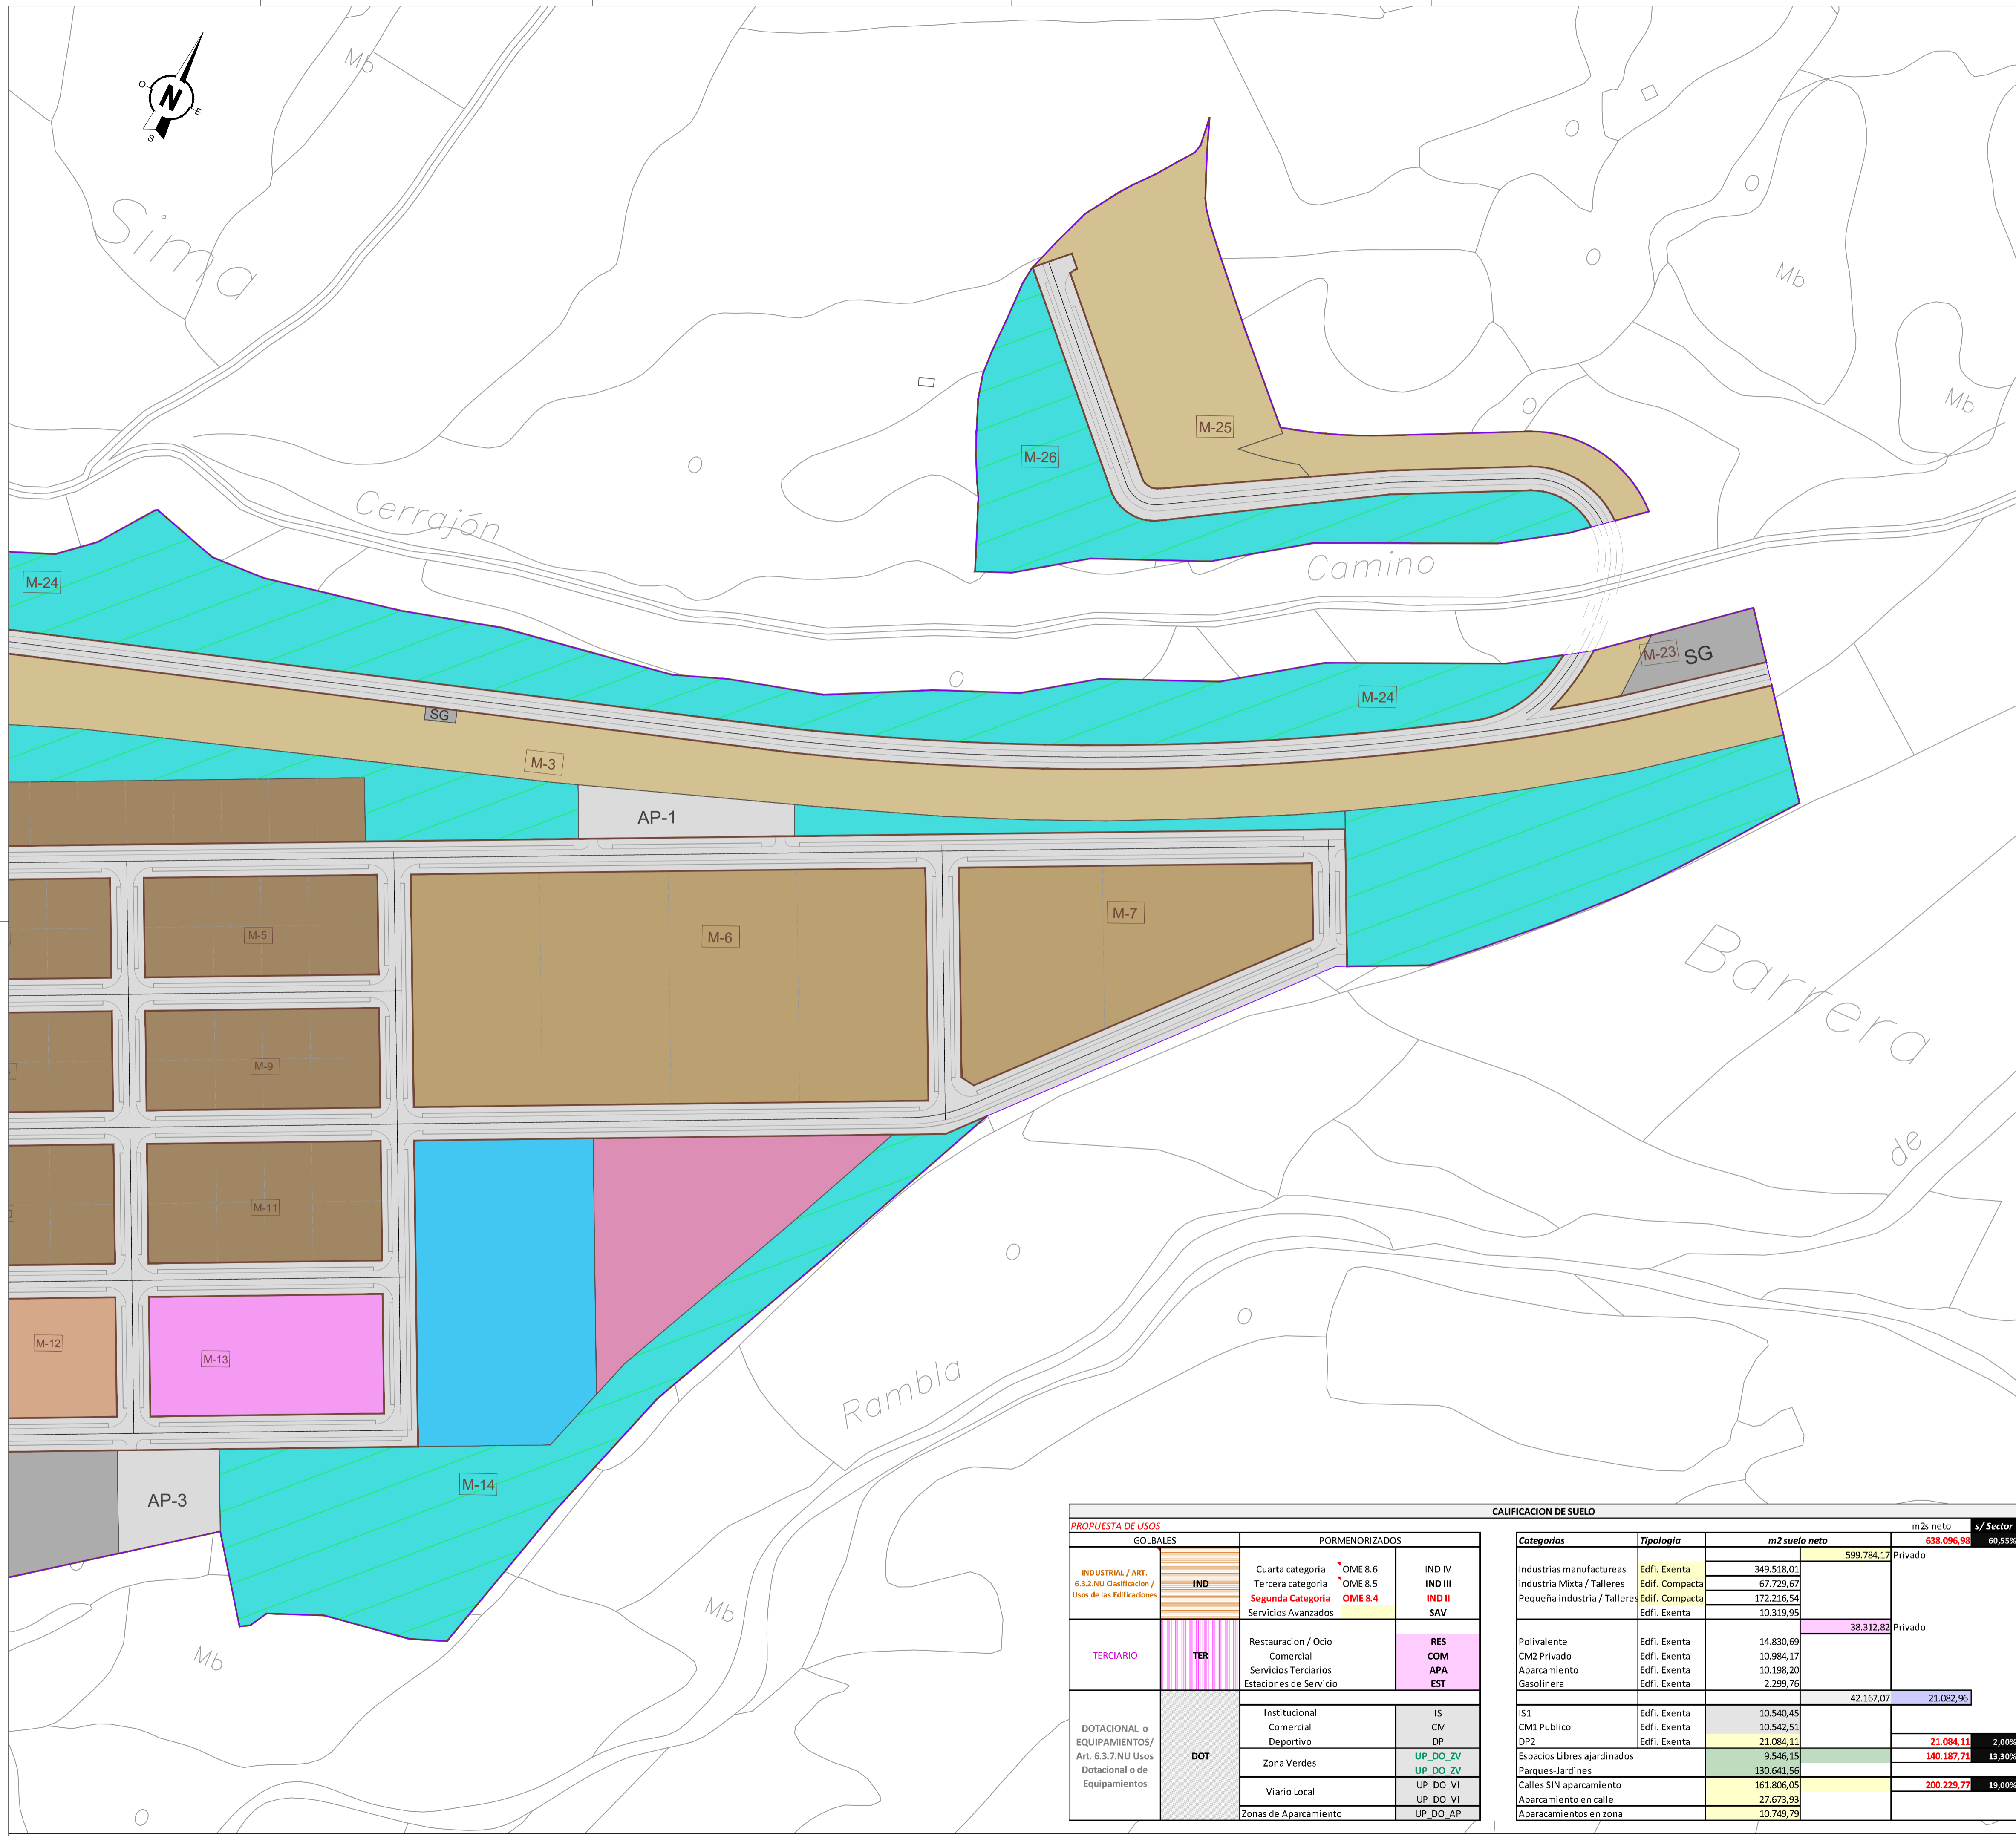 Mb
O
N
E
S
Sima
O
O
Mb
O
Mb
O
M-25
M-26
O
Cerrajón
Camino
M-24
M-23 SG
O
M-24
SG
M-3
AP-1
M-7
M-5
M-6
Barrera
M-9
de
M-11
O
O
M-12
M-13
Rambla
M-14
AP-3
Mb
Mb
O
CALIFICACION DE SUELO
PROPUESTA DE USOS
m2s neto s/ Sector
GOLBALES PORMENORIZADOS
Categorias Tipologia m2 suelo neto 638.096,98 60,55%
599.784,17 Privado
INDUSTRIAL / ART. 6.3.2.NU Clasificacion / Usos de las Edificaciones
IND
Cuarta categoria OME 8.6 IND IV
Industrias manufactureas Edfi. Exenta 349.518,01
Tercera categoria OME 8.5 IND III
industria Mixta / Talleres Edif. Compacta 67.729,67
Segunda Categoria OME 8.4 IND II
Pequeña industria / Talleres Edif. Compacta 172.216,54
Servicios Avanzados SAV
Edfi. Exenta 10.319,95
38.312,82 Privado
TERCIARIO
TER
Restauracion / Ocio RES
Polivalente Edfi. Exenta 14.830,69
Comercial COM
CM2 Privado Edfi. Exenta 10.984,17
Servicios Terciarios APA
Aparcamiento Edfi. Exenta 10.198,20
Estaciones de Servicio EST
Gasolinera Edfi. Exenta 2.299,76
42.167,07 21.082,96
DOTACIONAL o EQUIPAMIENTOS/ Art. 6.3.7.NU Usos Dotacional o de Equipamientos
DOT
Institucional IS
IS1 Edfi. Exenta 10.540,45
Comercial CM
CM1 Publico Edfi. Exenta 10.542,51
Deportivo DP
DP2 Edfi. Exenta 21.084,11 21.084,11 2,00%
Zona Verdes UP_DO_ZV
Espacios Libres ajardinados 9.546,15 140.187,71 13,30%
UP_DO_ZV
Parques-Jardines 130.641,56
Viario Local UP_DO_VI
Calles SIN aparcamiento 161.806,05 200.229,77 19,00%
UP_DO_VI
Aparcamiento en calle 27.673,93
Zonas de Aparcamiento UP_DO_AP
Aparacamientos en zona 10.749,79